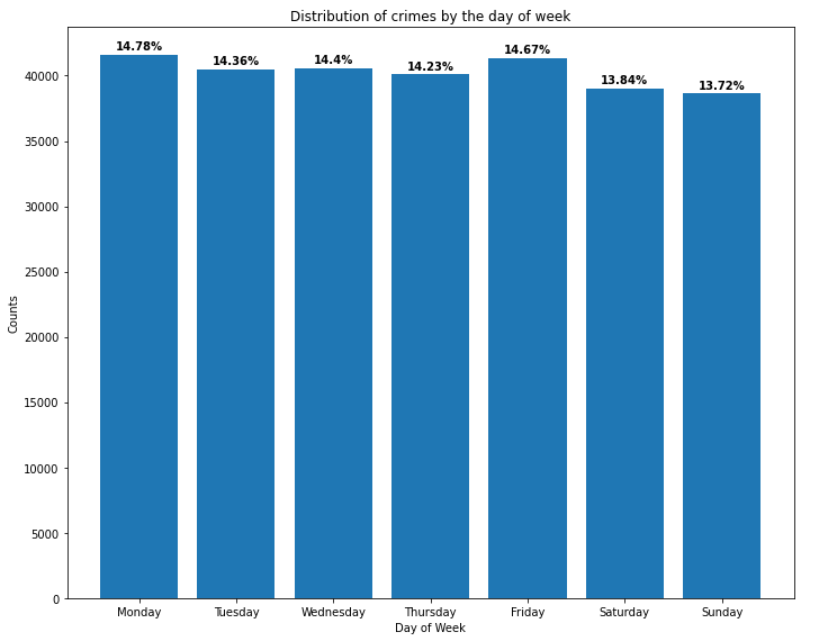 Distribution of crimes by the day of week
14.78%
14.36%
14.4%
14.23%
14.67%
13.84%
13.72%
40000
35000
30000
25000
20000
15000
10000
5000
0
Counts
Monday
Tuesday
Wednesday
Thursday
Friday
Saturday
Sunday
Day of Week